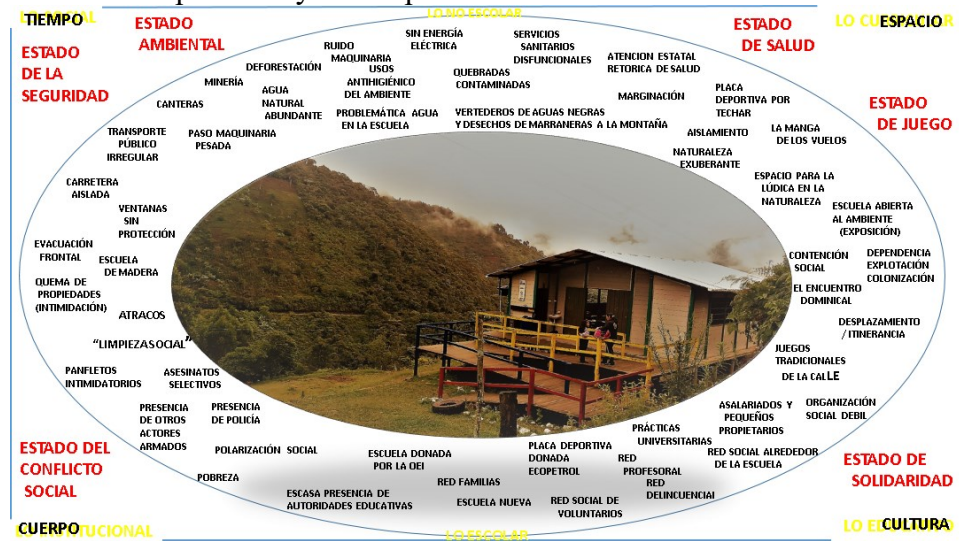 TIEMPO
LO NO ESCOLAR
ESPACIO
ESTADO
AMBIENTAL
ESTADO
DE SALUD
ESTADO
DE LA
SEGURIDAD
ESTADO
DE JUEGO
SIN ENERGÍA
ELÉCTRICA
SERVICIOS
SANITARIOS
DISFUNCIONALES
RUIDO
MAQUINARIA
USOS
ANTIHIGIÉNICO
DEL AMBIENTE
ATENCION ESTATAL
RETORICA DE SALUD
DEFORESTACIÓN
MINERÍA
CANTERAS
AGUA
NATURAL
ABUNDANTE
QUEBRADAS
CONTAMINADAS
MARGINACIÓN
PLACA
DEPORTIVA POR
TECHAR
PROBLEMÁTICA AGUA
EN LA ESCUELA
VERTEDEROS DE AGUAS NEGRAS
Y DESECHOS DE MARRANERAS A LA MONTAÑA
TRANSPORTE
PÚBLICO
IRREGULAR
PASO MAQUINARIA
PESADA
AISLAMIENTO
LA MANGA
DE LOS VUELOS
NATURALEZA
EXUBERANTE
CARRETERA
AISLADA
ESPACIO PARA LA
LÚDICA EN LA
NATURALEZA
VENTANAS
SIN
PROTECCIÓN
ESCUELA ABIERTA
AL AMBIENTE
(EXPOSICIÓN)
EVACUACIÓN
FRONTAL
ESCUELA
DE MADERA
CONTENCIÓN
SOCIAL
DEPENDENCIA
EXPLOTACIÓN
COLONIZACIÓN
QUEMA DE
PROPIEDADES
(INTIMIDACIÓN)
EL ENCUENTRO
DOMINICAL
ATRACOS
DESPLAZAMIENTO
/ ITINERANCIA
“LIMPIEZA SOCIAL”
JUEGOS
TRADICIONALES
DE LA CALLE
PANFLETOS
INTIMIDATORIOS
ASESINATOS
SELECTIVOS
PRESENCIA
DE OTROS
ACTORES
ARMADOS
PRESENCIA
DE POLICÍA
ASALARIADOS Y
PEQUEÑOS
PROPIETARIOS
ORGANIZACIÓN
SOCIAL DEBIL
PRÁCTICAS
UNIVERSITARIAS
POLARIZACIÓN SOCIAL
ESCUELA DONADA
POR LA OEI
PLACA DEPORTIVA
DONADA
ECOPETROL
RED
PROFESORAL
RED SOCIAL ALREDEDOR
DE LA ESCUELA
ESTADO DEL
CONFLICTO
SOCIAL
ESTADO DE
SOLIDARIDAD
POBREZA
RED FAMILIAS
RED
DELINCUENCIAL
ESCASA PRESENCIA DE
AUTORIDADES EDUCATIVAS
ESCUELA NUEVA
RED SOCIAL DE
VOLUNTARIOS
CUERPO
LO ESCOLAR
CULTURA